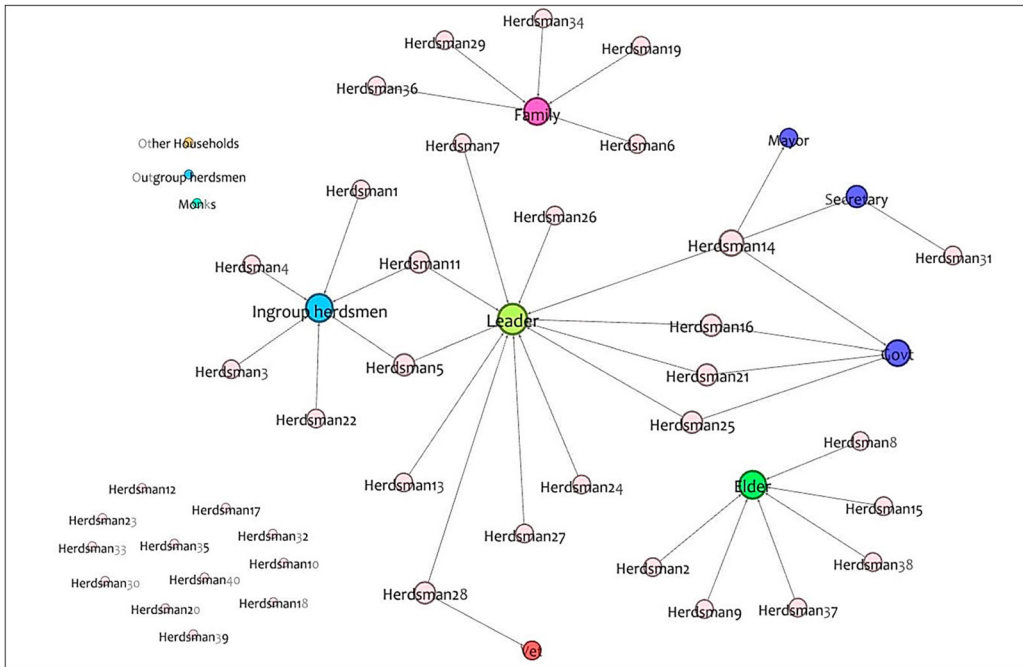 Herdsman34
Herdsman29
Herdsman19
Herdsman36
Family
Herdsman7
Herdsman6
Mayor
Other Households
Outgroup herdsmen
Monks
Herdsman1
Herdsman26
Secretary
Herdsman14
Herdsman31
Herdsman4
Herdsman11
Ingroup herdsmen
Leader
Herdsman16
Govt
Herdsman3
Herdsman5
Herdsman21
Herdsman22
Herdsman25
Herdsman8
Herdsman13
Herdsman24
Elder
Herdsman15
Herdsman12
Herdsman17
Herdsman23
Herdsman32
Herdsman27
Herdsman33
Herdsman35
Herdsman10
Herdsman2
Herdsman38
Herdsman30
Herdsman40
Herdsman28
Herdsman20
Herdsman18
Herdsman9
Herdsman37
Herdsman39
Vet